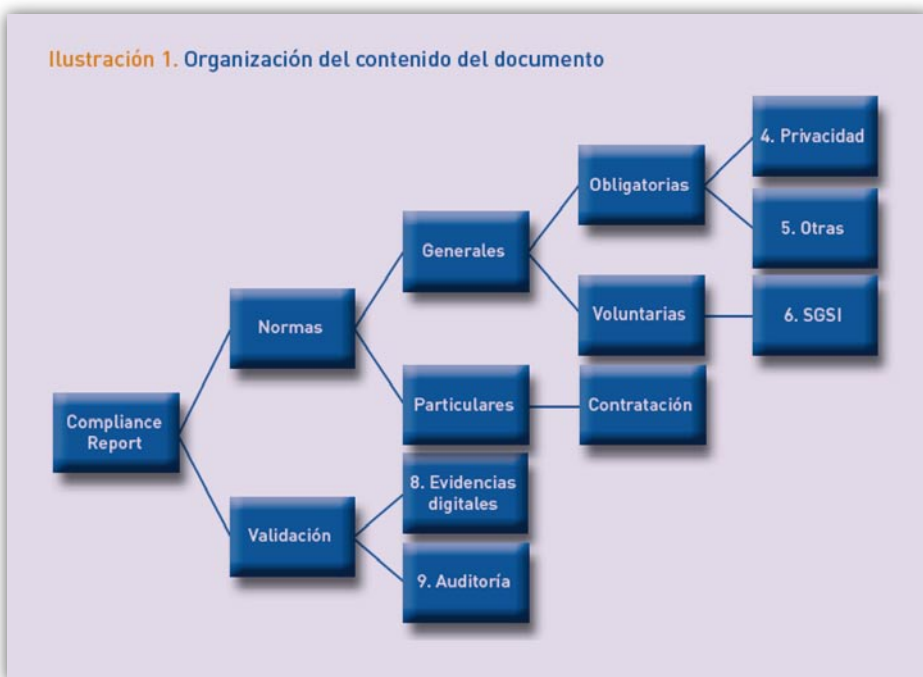 Ilustración 1. Organización del contenido del documento
4. Privacidad
Obligatorias
5. Otras
Generales
Voluntarias
6. SGSI
Normas
Particulares
Contratación
Compliance
Report
8. Evidencias
digitales
Validación
9. Auditoría